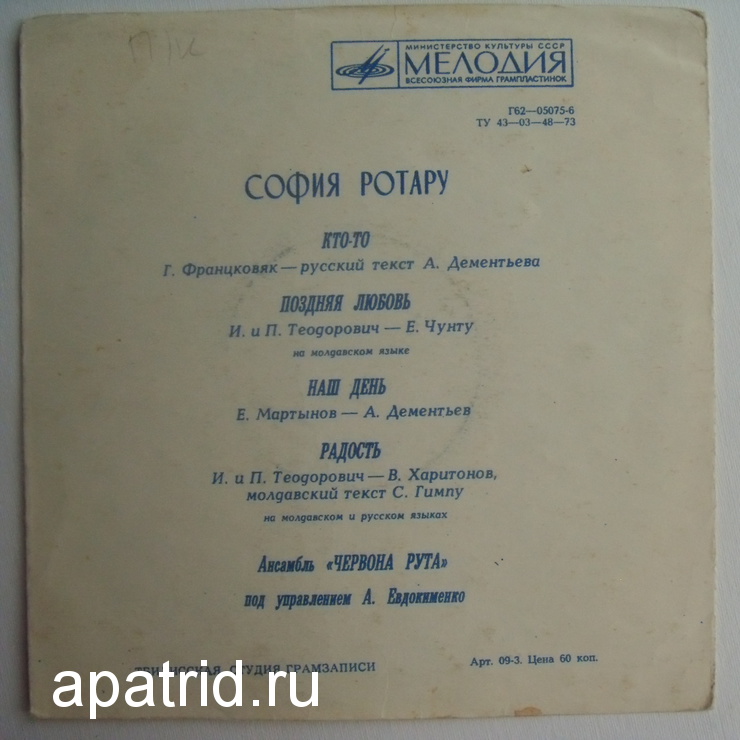 ПЛК
МИНИСТЕРСТВО КУЛЬТУРЫ СССР
МЕЛОДИЯ
ВСЕСОЮЗНАЯ ФИРМА ГРАМПЛАСТИНОК
Г62—05075-6
ТУ 43—03—48—73
СОФИЯ РОТАРУ
КТО-ТО
Г. Францковяк — русский текст А. Дементьева
ПОЗДНЯЯ ЛЮБОВЬ
И. и П. Теодорович — Е. Чунту
на молдавском языке
НАШ ДЕНЬ
Е. Мартынов — А. Дементьев
РАДОСТЬ
И. и П. Теодорович — В. Харитонов,
молдавский текст С. Гимпу
на молдавском и русском языках
Ансамбль «ЧЕРВОНА РУТА»
под управлением А. Евдокименко
СТУДИЯ ГРАМЗАПИСИ
Арт. 09-3. Цена 60 коп.
apatrid.ru